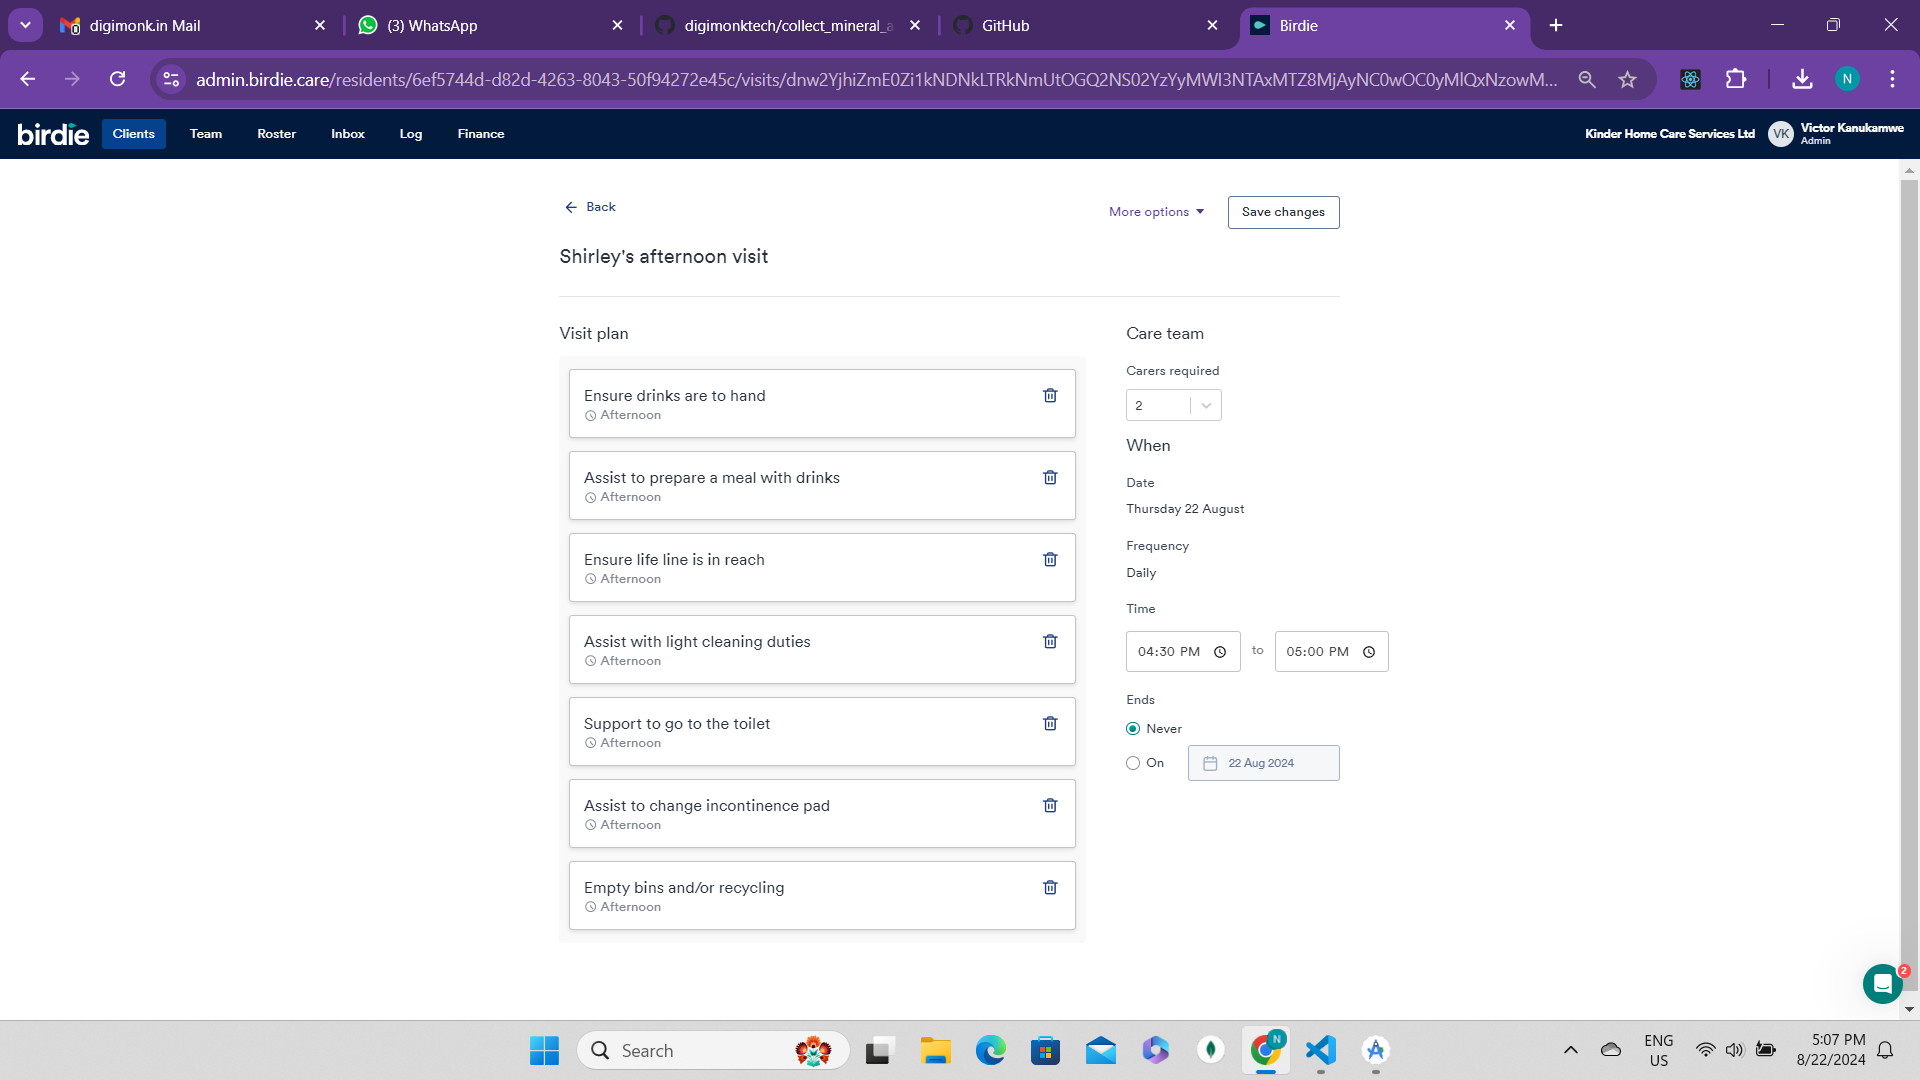 digimonk.in Mail
(3) WhatsApp
digimonktech/collect_mineral_a
GitHub
Birdie
admin.birdie.care/residents/6ef5744d-d82d-4263-8043-50f94272e45c/visits/dnw2YjhiZmE0Zi1kNDNkLTRkNmUtOGQ2NS02YzYyMWI3NTAxMTZ8MjAyNC0wOC0yMlQxNzowM...
N
birdie
Clients
Team
Roster
Inbox
Log
Finance
Kinder Home Care Services Ltd
VK
Victor Kanukamwe
Admin
Back
More options
Save changes
Shirley's afternoon visit
Visit plan
Ensure drinks are to hand
Afternoon
Assist to prepare a meal with drinks
Afternoon
Ensure life line is in reach
Afternoon
Assist with light cleaning duties
Afternoon
Support to go to the toilet
Afternoon
Assist to change incontinence pad
Afternoon
Empty bins and/or recycling
Afternoon
Care team
Carers required
2
When
Date
Thursday 22 August
Frequency
Daily
Time
04:30 PM to 05:00 PM
Ends
Never
On
22 Aug 2024
2
Search
N
ENG
US
5:07 PM
8/22/2024